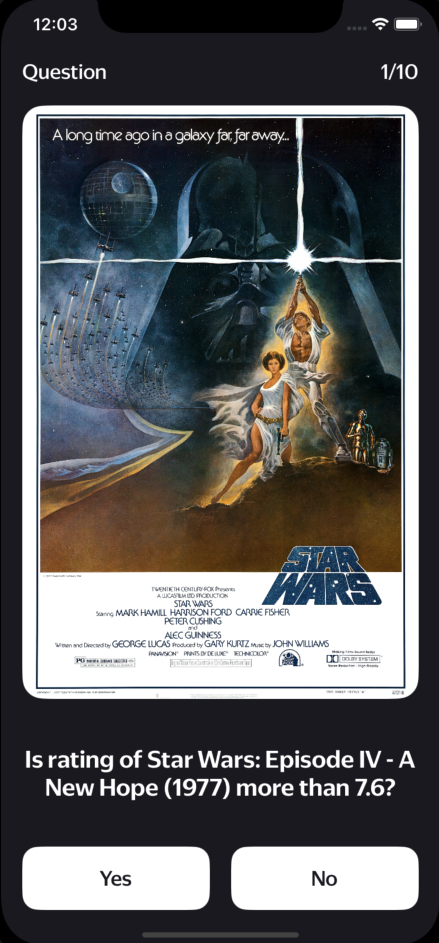 12:03
Question 1/10
A long time ago in a galaxy far, far away...
STAR
WARS
TWENTIETH CENTURY-FOX Presents
A LUCASFILM LTD PRODUCTION
STAR WARS
Starring MARK HAMILL HARRISON FORD CARRIE FISHER
PETER CUSHING
and
ALEC GUINNESS
Written and Directed by GEORGE LUCAS Produced by GARY KURTZ Music by JOHN WILLIAMS
PANAVISION® PRINTS BY DE LUXE® TECHNICOLOR®
PG
DOLBY SYSTEM
Is rating of Star Wars: Episode IV - A
New Hope (1977) more than 7.6?
Yes No